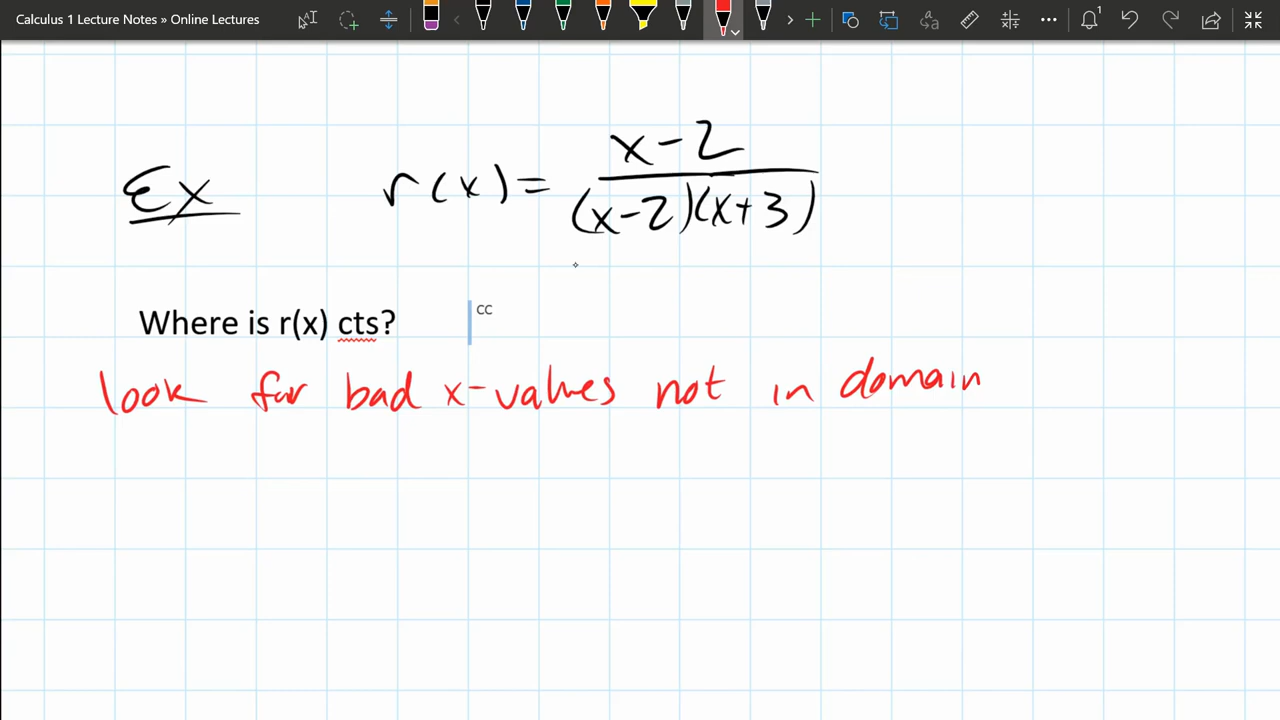 Calculus 1 Lecture Notes » Online Lectures
1
Ex r(x) = x-2
(x-2)(x+3)
Where is r(x) cts?
CC
look for bad x-values not in domain